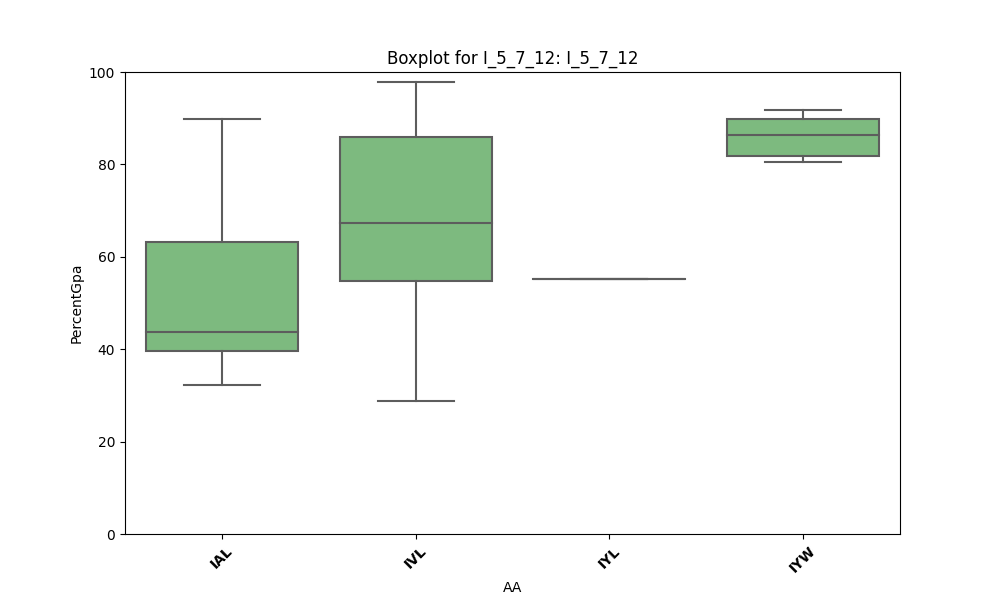 Boxplot for I_5_7_12: I_5_7_12
PercentGpa
100
80
60
40
20
0
IAL
IVL
IYL
IYW
AA